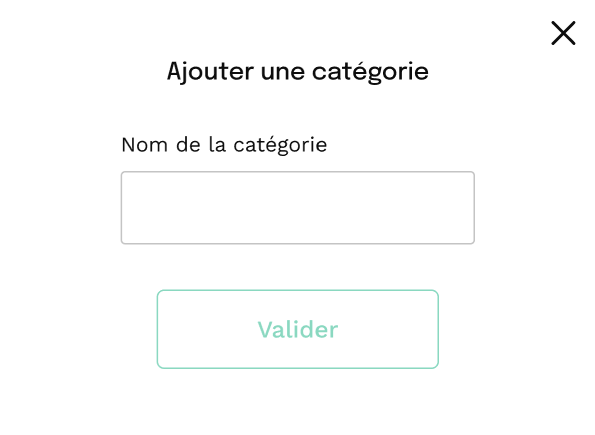 Ajouter une catégorie
Nom de la catégorie
Valider